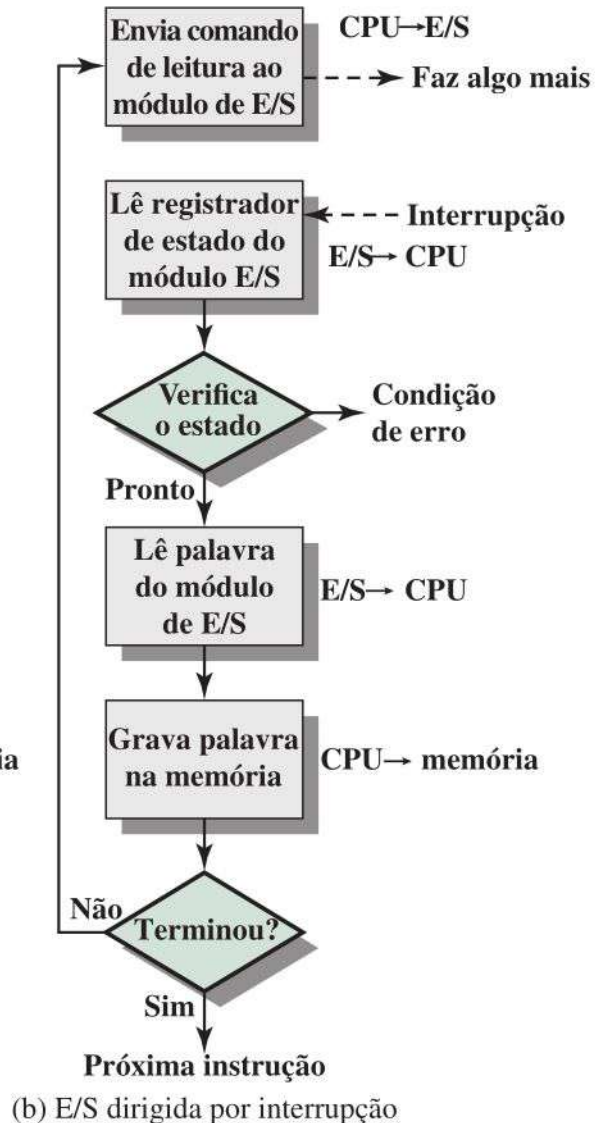 Envia comando
de leitura ao
módulo de E/S
CPU→E/S
Faz algo mais
Lê registrador
de estado do
módulo E/S
Interrupção
E/S→ CPU
Verifica
o estado
Condição
de erro
Pronto
Lê palavra
do módulo
de E/S
E/S→ CPU
Grava palavra
na memória
CPU→ memória
ia
Não
Terminou?
Sim
Próxima instrução
(b) E/S dirigida por interrupção